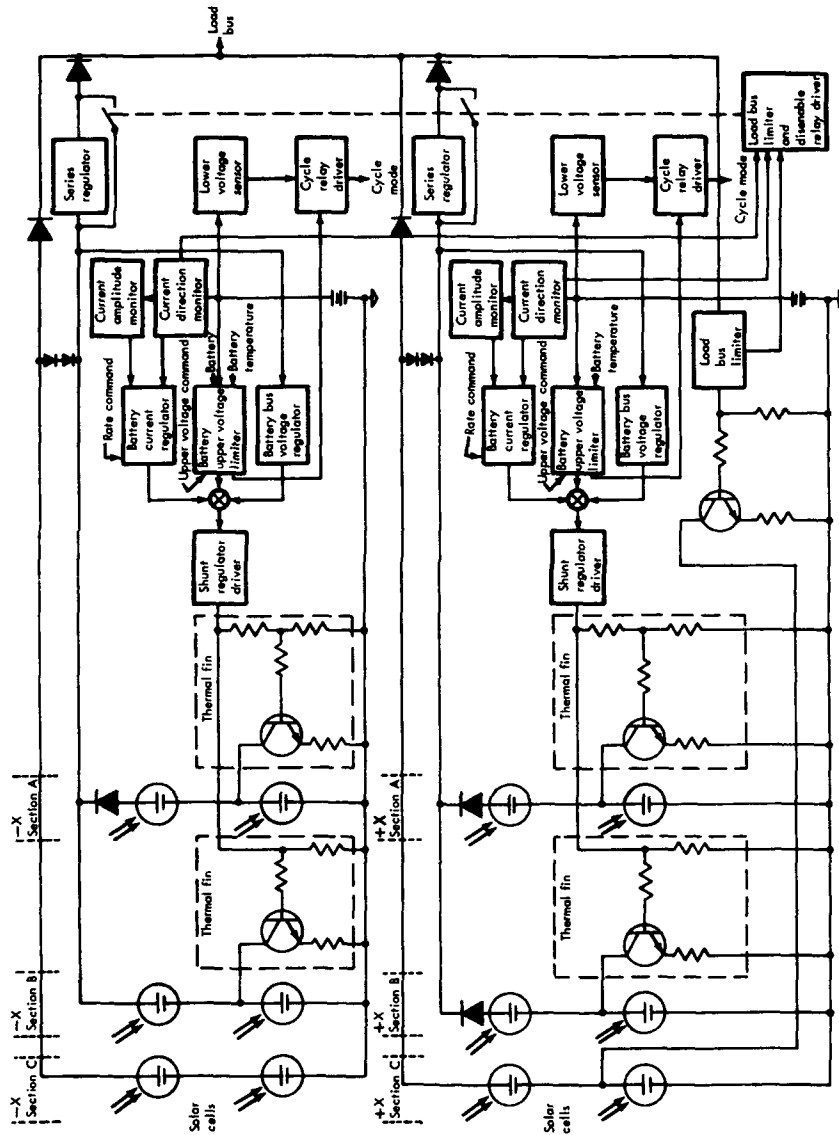 Load
bus
Series
regulator
Lower
voltage
sensor
Cycle
relay
driver
Cycle
mode
Current
amplitude
monitor
Current
direction
monitor
Rate command
Battery
current
regulator
Upper voltage command
Battery
Battery
temperature
Battery
upper voltage
limiter
Battery bus
voltage
regulator
Shunt
regulator
driver
Thermal fin
Thermal fin
−X
Section A
−X
Section B
−X
Section C
Solar
cells
Series
regulator
Lower
voltage
sensor
Cycle
relay
driver
Cycle mode
Load bus
limiter
and
disenable
relay driver
Current
amplitude
monitor
Current
direction
monitor
Rate command
Battery
current
regulator
Upper voltage
command
Battery
temperature
Battery
upper voltage
limiter
Battery bus
voltage
regulator
Load
bus
limiter
Shunt
regulator
driver
Thermal fin
Thermal fin
+X
Section A
+X
Section B
+X
Section C
Solar
cells